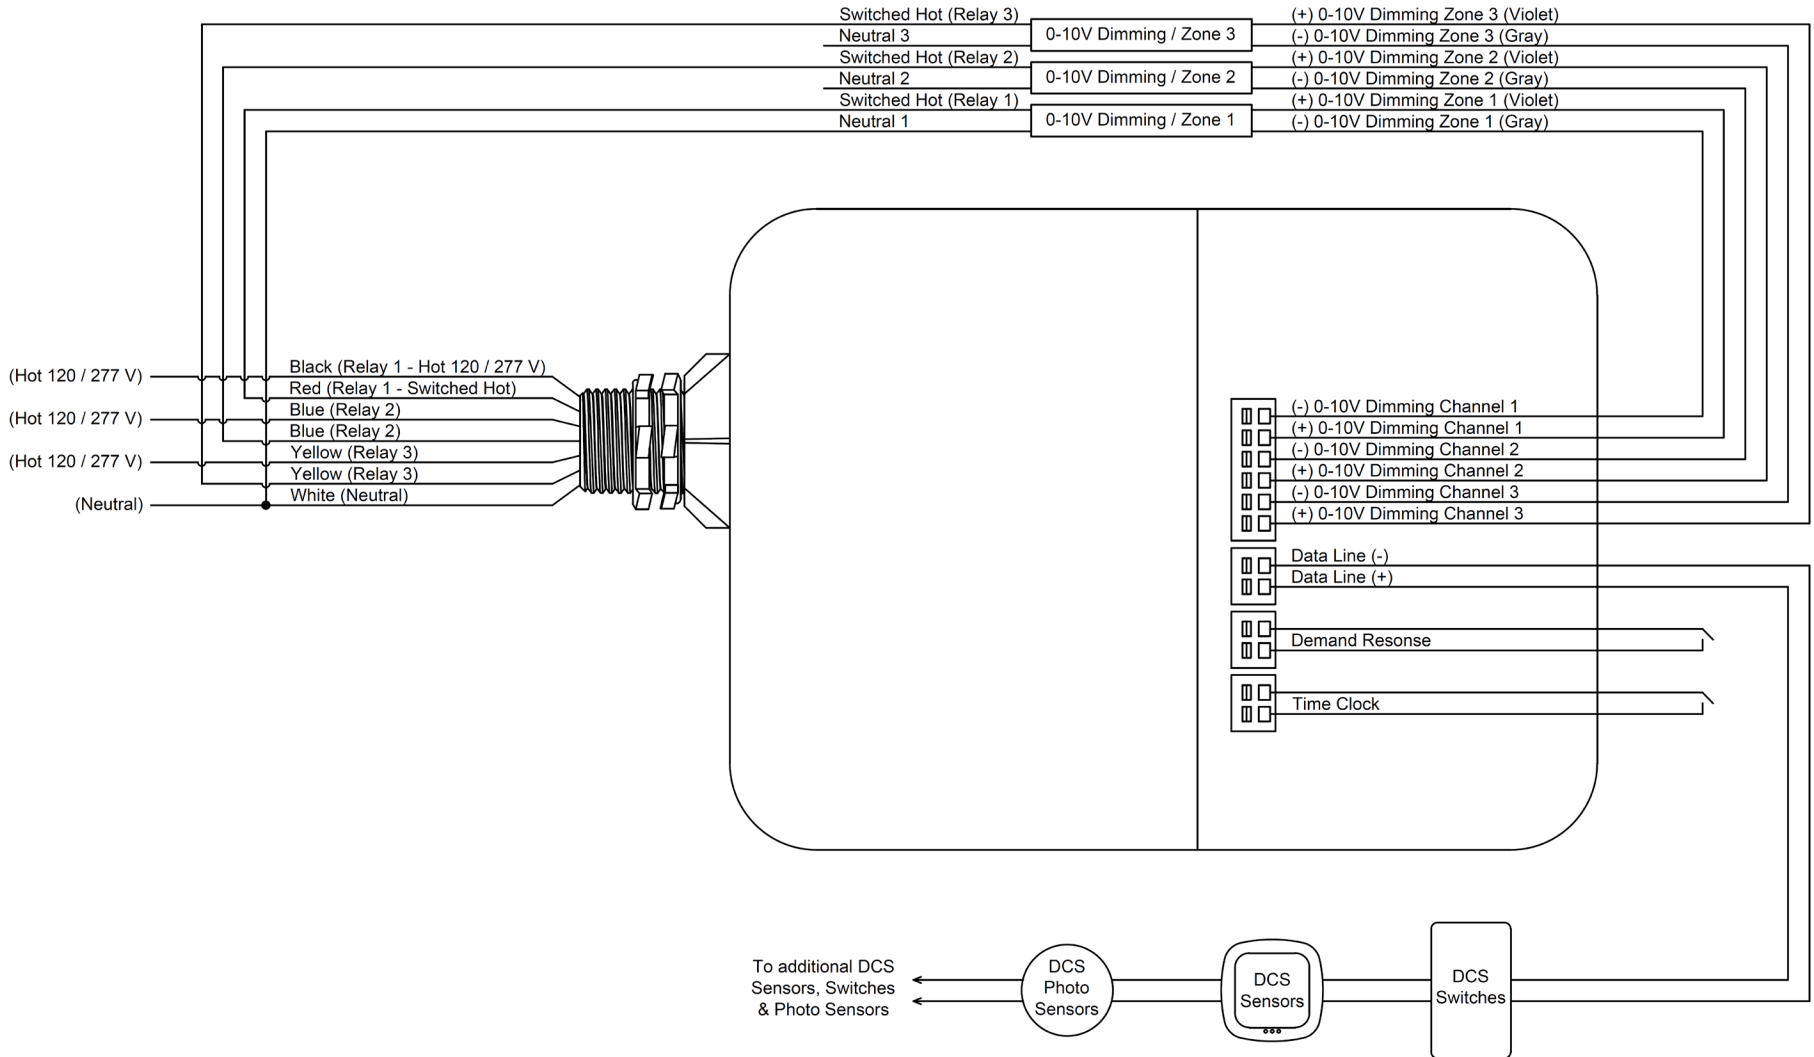 Switched Hot (Relay 3)
0-10V Dimming / Zone 3
(+) 0-10V Dimming Zone 3 (Violet)
Neutral 3
(-) 0-10V Dimming Zone 3 (Gray)
Switched Hot (Relay 2)
0-10V Dimming / Zone 2
(+) 0-10V Dimming Zone 2 (Violet)
Neutral 2
(-) 0-10V Dimming Zone 2 (Gray)
Switched Hot (Relay 1)
0-10V Dimming / Zone 1
(+) 0-10V Dimming Zone 1 (Violet)
Neutral 1
(-) 0-10V Dimming Zone 1 (Gray)
(Hot 120 / 277 V)
Black (Relay 1 - Hot 120 / 277 V)
Red (Relay 1 - Switched Hot)
(Hot 120 / 277 V)
Blue (Relay 2)
Blue (Relay 2)
(Hot 120 / 277 V)
Yellow (Relay 3)
Yellow (Relay 3)
(Neutral)
White (Neutral)
(-) 0-10V Dimming Channel 1
(+) 0-10V Dimming Channel 1
(-) 0-10V Dimming Channel 2
(+) 0-10V Dimming Channel 2
(-) 0-10V Dimming Channel 3
(+) 0-10V Dimming Channel 3
Data Line (-)
Data Line (+)
Demand Resonse
Time Clock
To additional DCS
Sensors, Switches
& Photo Sensors
DCS
Photo
Sensors
DCS
Sensors
DCS
Switches